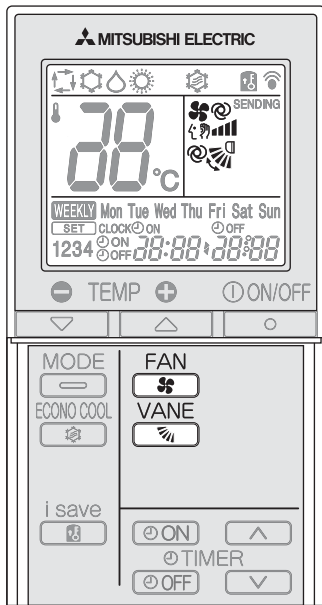 MITSUBISHI ELECTRIC
SENDING
88°C
WEEKLY Mon Tue Wed Thu Fri Sat Sun
SET CLOCK ON OFF
1234 ON OFF 88:88 88:88
TEMP ON/OFF
MODE FAN
ECONO COOL VANE
i save
ON
TIMER
OFF